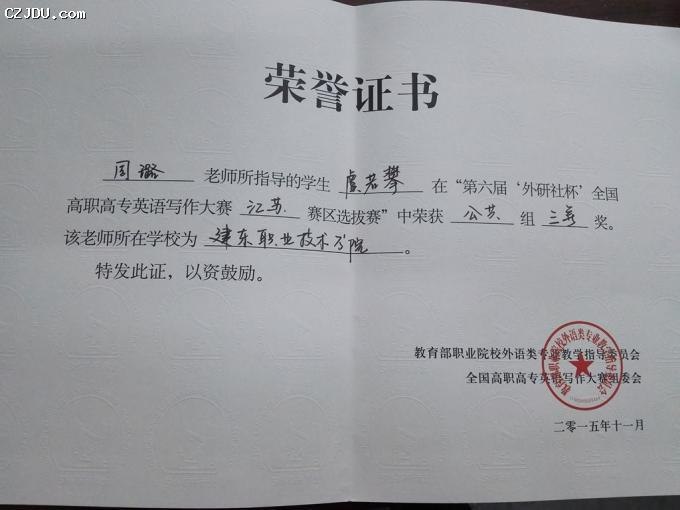 CZJDU.COM
荣誉证书
周璐 老师所指导的学生 虞若攀 在“第六届‘外研社杯’全国
高职高专英语写作大赛 江苏 赛区选拔赛”中荣获 公共 组 三等 奖。
该老师所在学校为 建东职业技术学院 。
特发此证，以资鼓励。
教育部职业院校外语类专业教学指导委员会
全国高职高专英语写作大赛组委会
二零一五年十一月